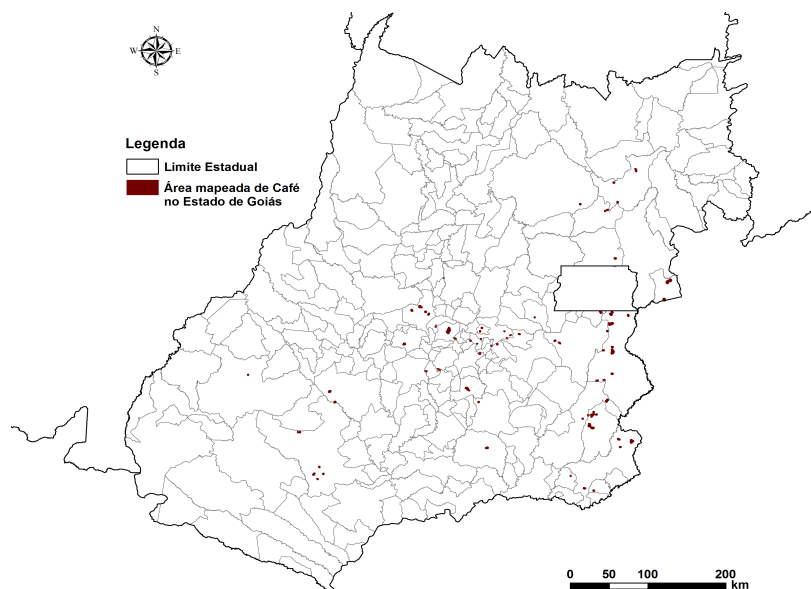 N
W E
S
Legenda
Limite Estadual
Área mapeada de Café
no Estado de Goiás
0 50 100 200
km